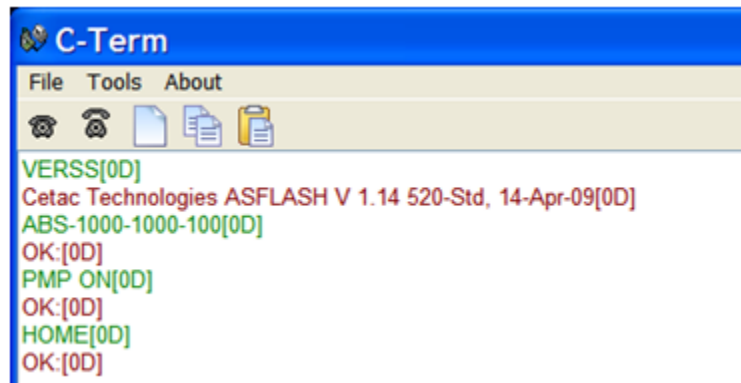 C-Term
File Tools About
VERSS[0D]
Cetac Technologies ASFLASH V 1.14 520-Std, 14-Apr-09[0D]
ABS-1000-1000-100[0D]
OK:[0D]
PMP ON[0D]
OK:[0D]
HOME[0D]
OK:[0D]